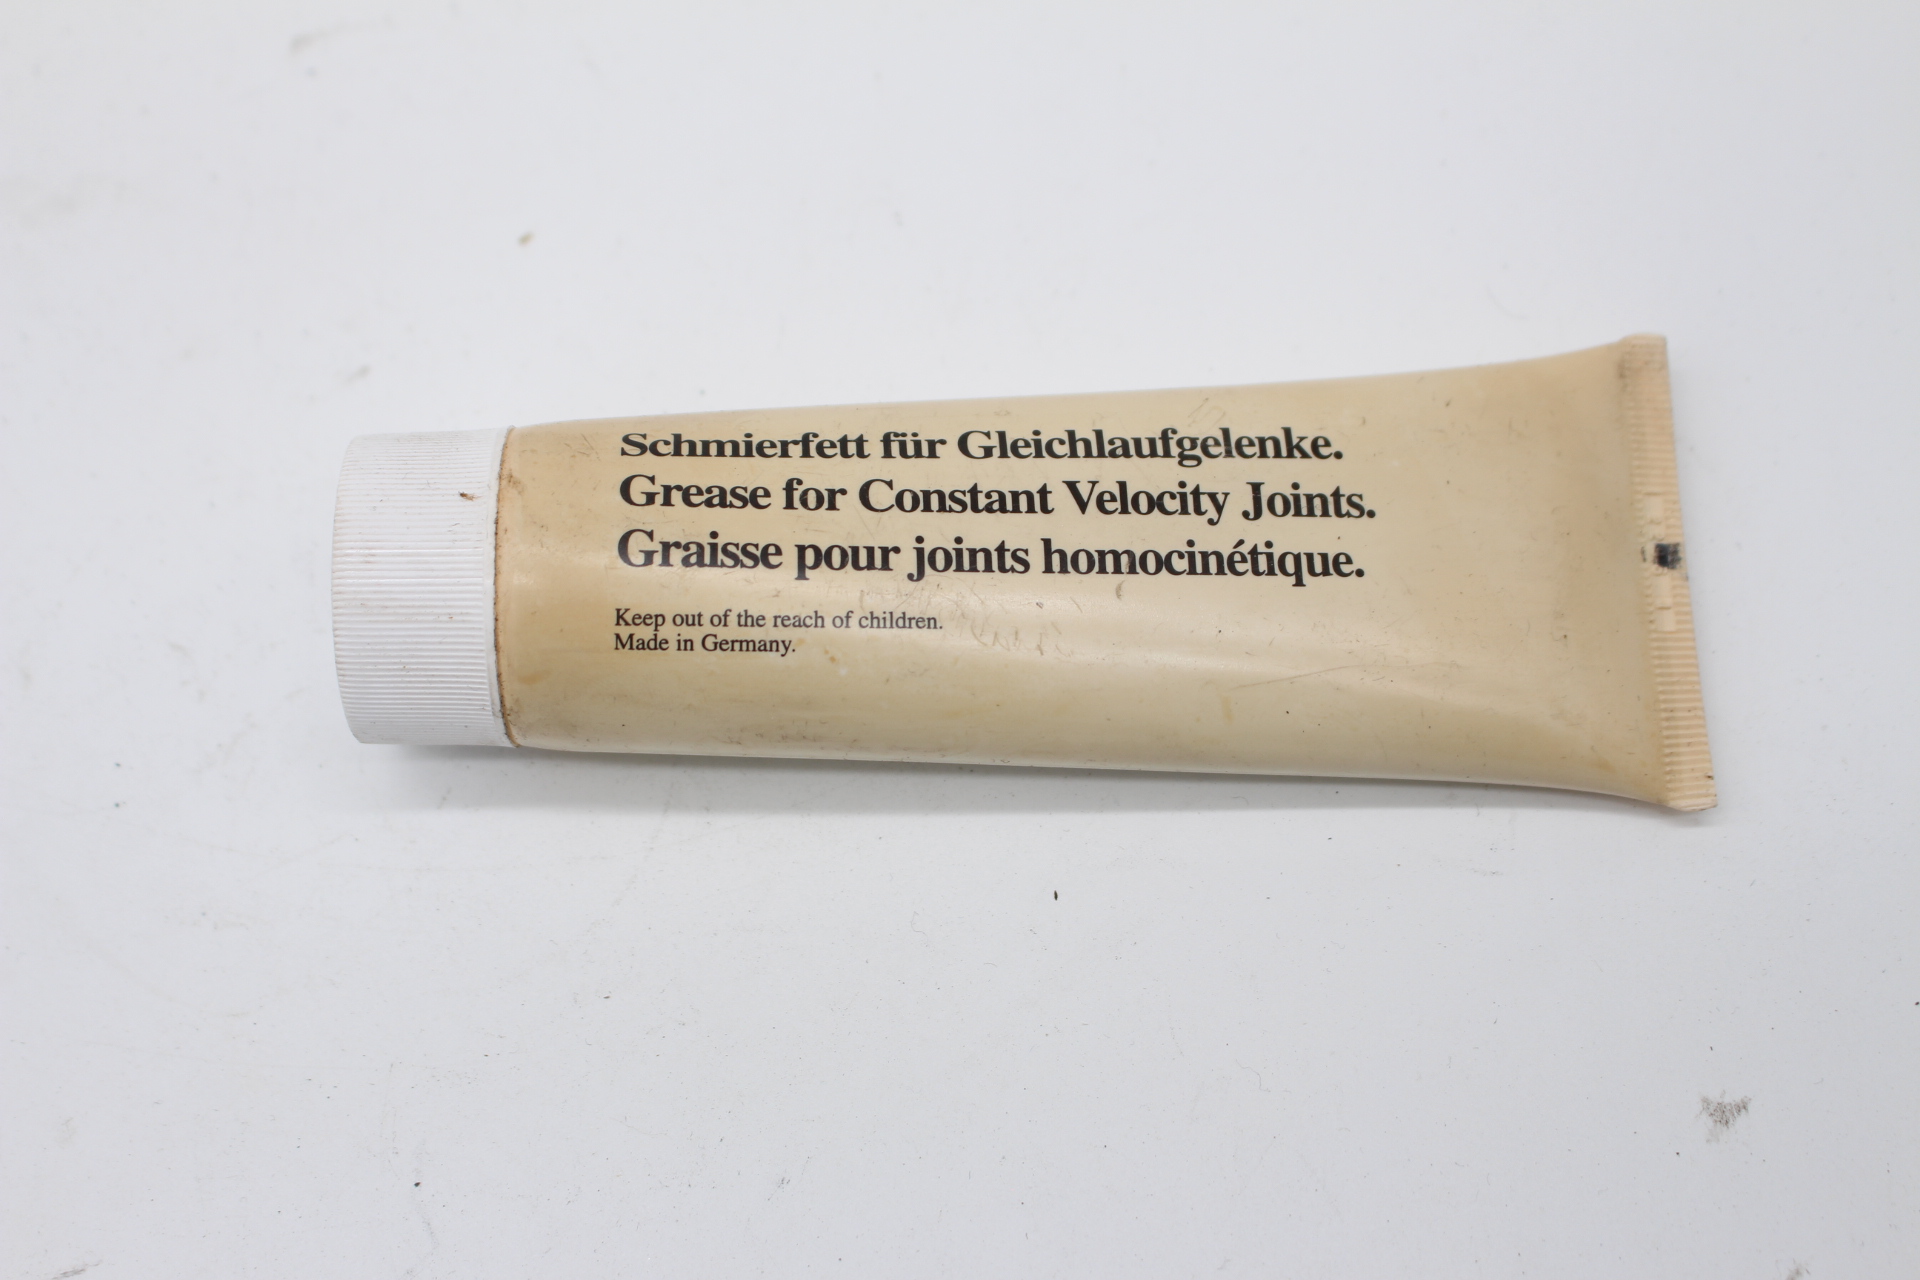 Schmierfett für Gleichlaufgelenke.
Grease for Constant Velocity Joints.
Graisse pour joints homocinétique.
Keep out of the reach of children.
Made in Germany.